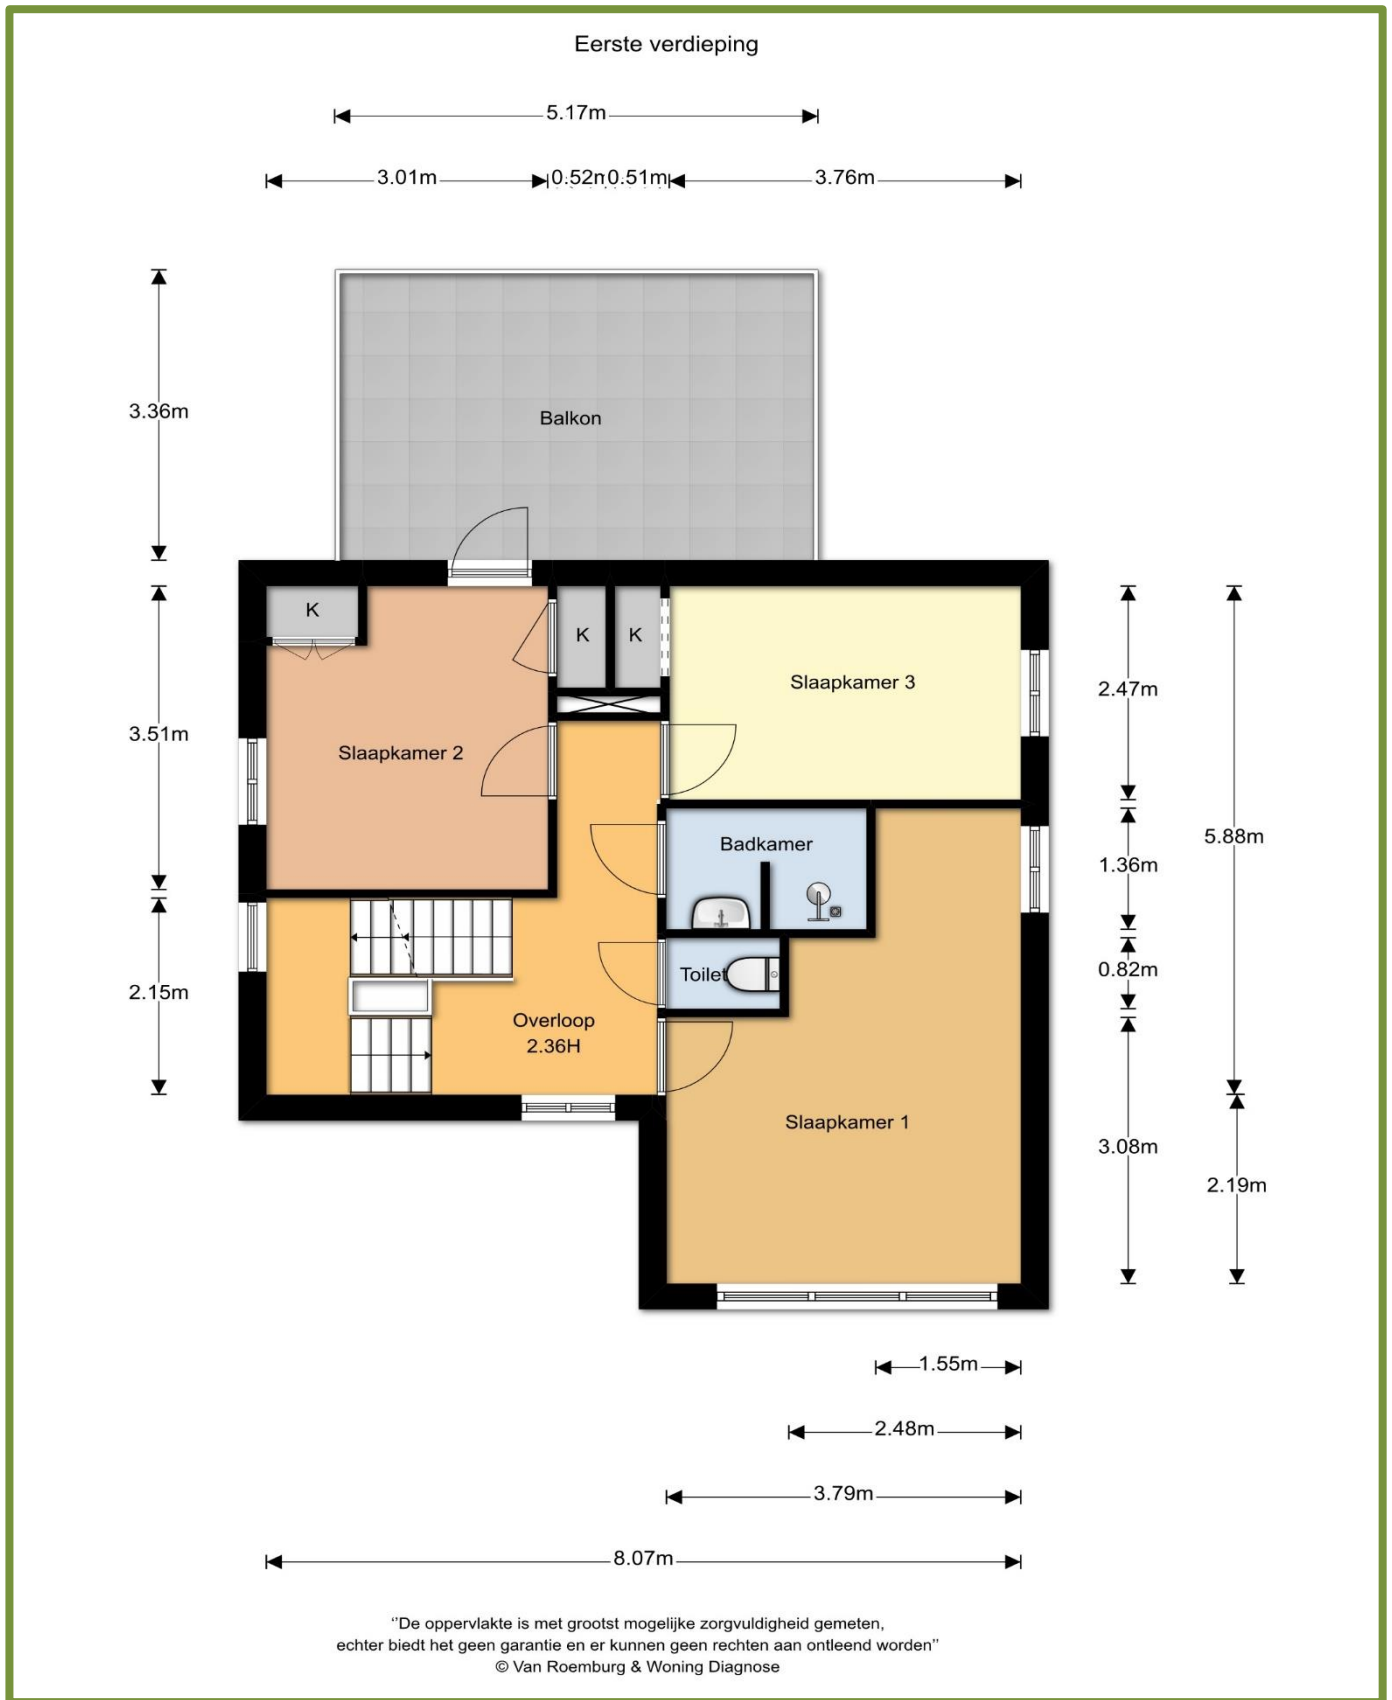 Eerste verdieping
5.17m
3.01m
0.52m
0.51m
3.76m
3.36m
Balkon
K
K
K
Slaapkamer 3
2.47m
3.51m
Slaapkamer 2
Badkamer
5.88m
1.36m
Toilet
0.82m
2.15m
Overloop
2.36H
Slaapkamer 1
3.08m
2.19m
1.55m
2.48m
3.79m
8.07m
‘’De oppervlakte is met grootst mogelijke zorgvuldigheid gemeten,
echter biedt het geen garantie en er kunnen geen rechten aan ontleend worden’’
© Van Roemburg & Woning Diagnose